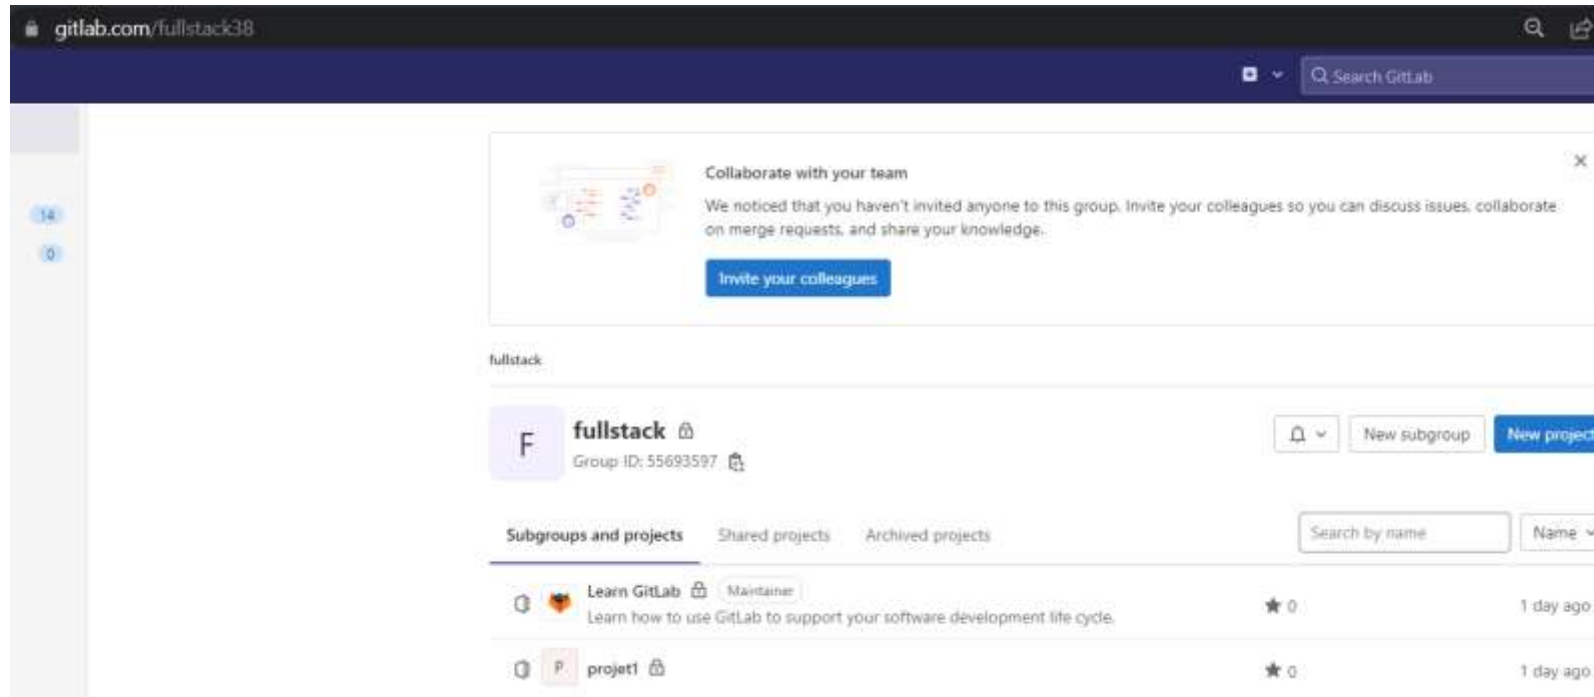 gitlab.com/fullstack38
Search GitLab
Collaborate with your team
14
We noticed that you haven't invited anyone to this group. Invite your colleagues so you can discuss issues, collaborate
on merge requests, and share your knowledge.
0
Invite your colleagues
fullstack
F
fullstack
Group ID: 55693597
New subgroup
New project
Subgroups and projects Shared projects Archived projects
Search by name
Name
Learn GitLab Maintainer
Learn how to use GitLab to support your software development life cycle.
0
1 day ago
P projet1
0
1 day ago